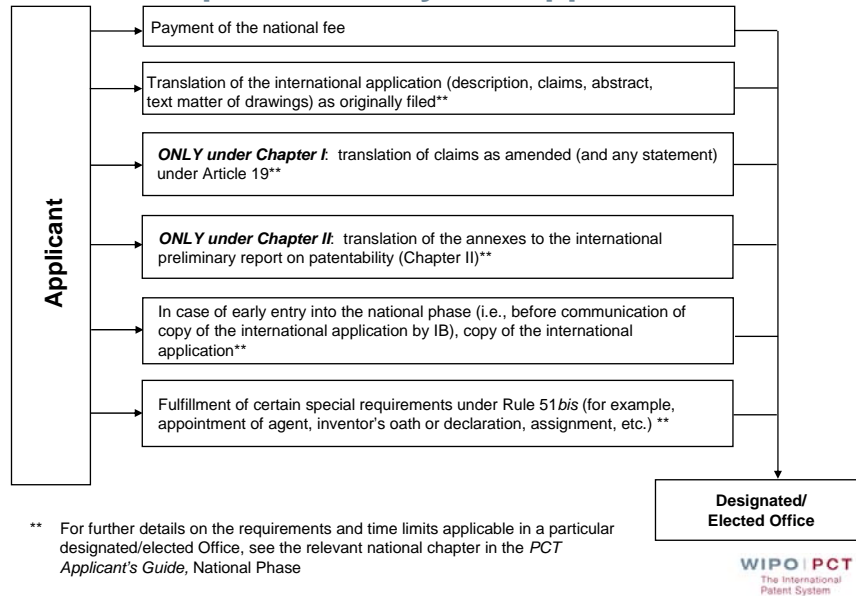 Payment of the national fee
Translation of the international application (description, claims, abstract,
text matter of drawings) as originally filed**
ONLY under Chapter I: translation of claims as amended (and any statement)
under Article 19**
ONLY under Chapter II: translation of the annexes to the international
preliminary report on patentability (Chapter II)**
In case of early entry into the national phase (i.e., before communication of
copy of the international application by IB), copy of the international
application**
Fulfillment of certain special requirements under Rule 51bis (for example,
appointment of agent, inventor's oath or declaration, assignment, etc.) **
Applicant
Designated/
Elected Office
** For further details on the requirements and time limits applicable in a particular
designated/elected Office, see the relevant national chapter in the PCT
Applicant's Guide, National Phase
WIPO | PCT
The International
Patent System